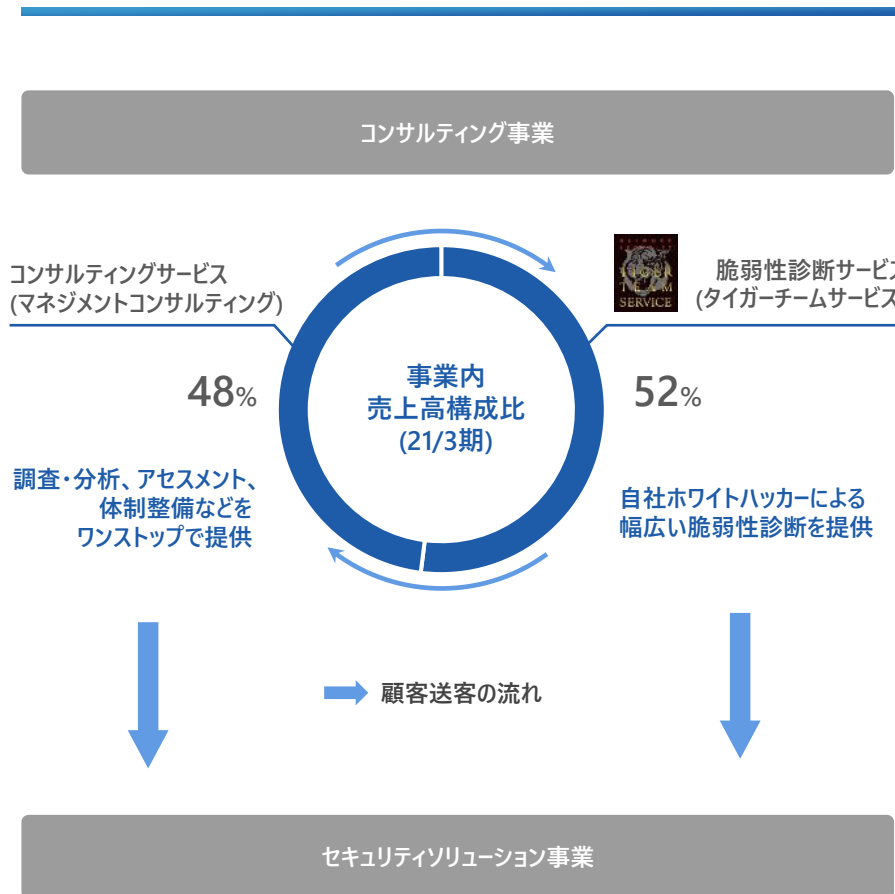 コンサルティング事業
コンサルティングサービス
(マネジメントコンサルティング)
TIGER
TEAM
SERVICE
脆弱性診断サービス
(タイガーチームサービス
48%
事業内
売上高構成比
(21/3期)
52%
調査・分析、アセスメント、
体制整備などを
ワンストップで提供
自社ホワイトハッカーによる
幅広い脆弱性診断を提供
顧客送客の流れ
セキュリティソリューション事業